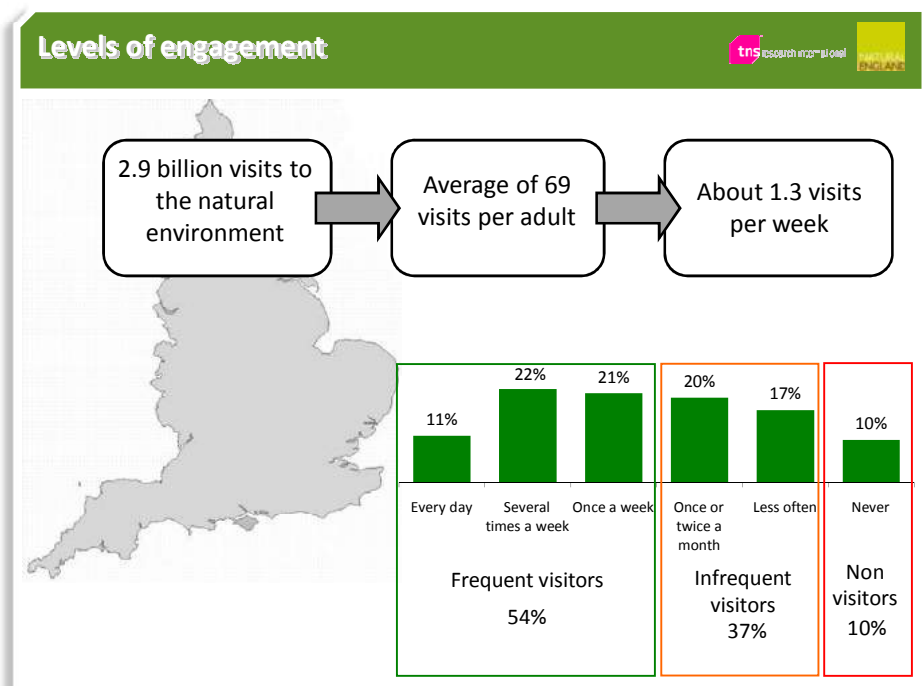 Levels of engagement
tns research international
NATURAL
ENGLAND
2.9 billion visits to
the natural
environment
Average of 69
visits per adult
About 1.3 visits
per week
11%
22%
21%
20%
17%
10%
Every day
Several
times a week
Once a week
Once or
twice a
month
Less often
Never
Frequent visitors
54%
Infrequent
visitors
37%
Non
visitors
10%